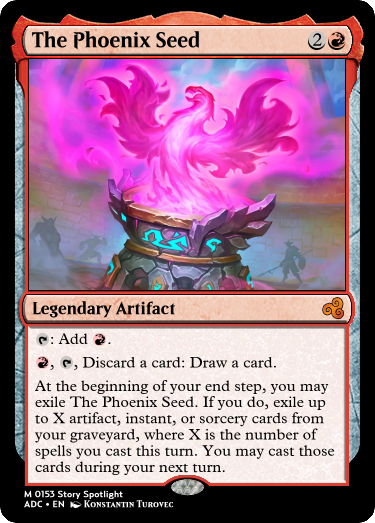 The Phoenix Seed 2
Legendary Artifact
: Add .
, , Discard a card: Draw a card.
At the beginning of your end step, you may
exile The Phoenix Seed. If you do, exile up
to X artifact, instant, or sorcery cards from
your graveyard, where X is the number of
spells you cast this turn. You may cast those
cards during your next turn.
M 0153 Story Spotlight
ADC • EN Konstantin Turovec